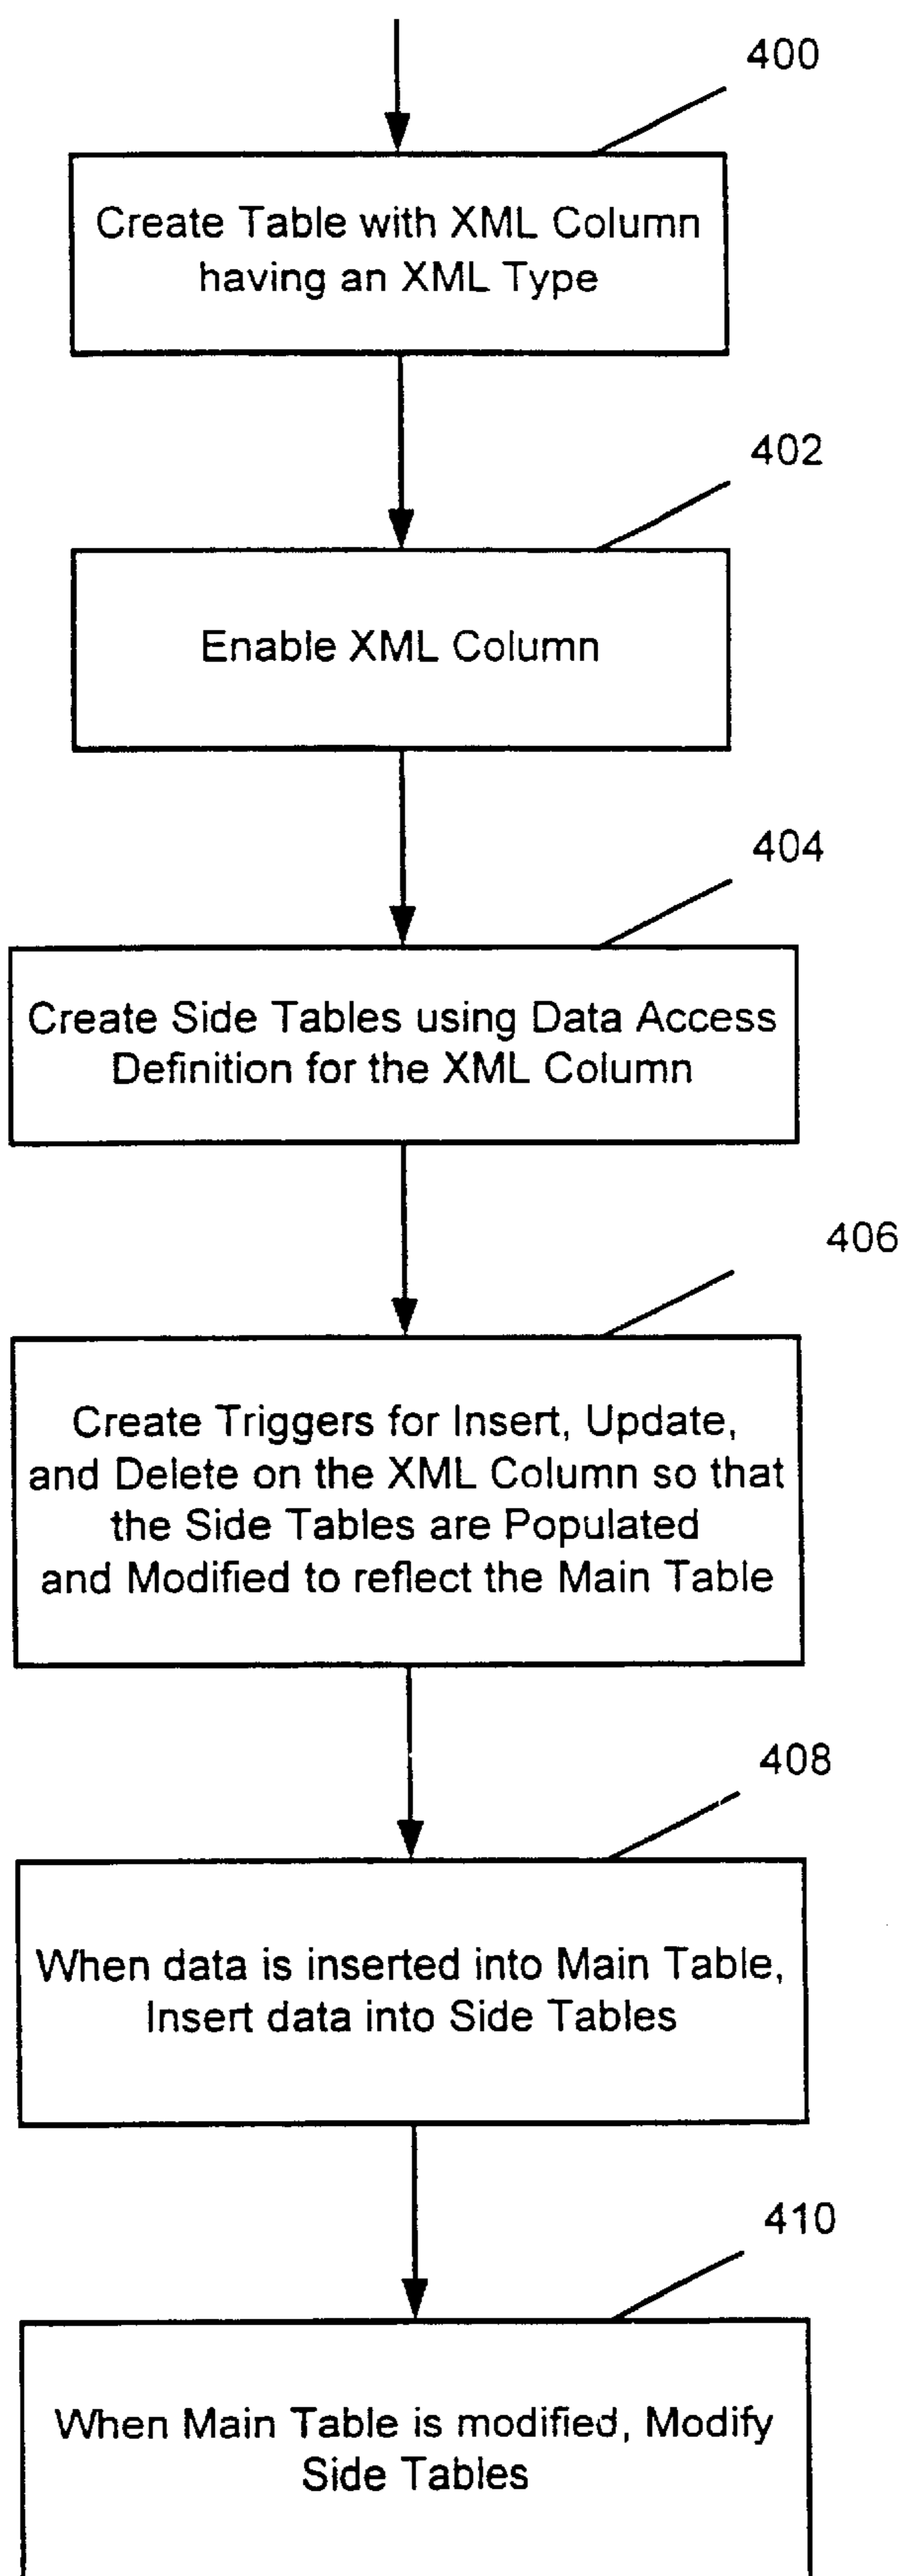 400
Create Table with XML Column
having an XML Type
402
Enable XML Column
404
Create Side Tables using Data Access
Definition for the XML Column
406
Create Triggers for Insert, Update,
and Delete on the XML Column so that
the Side Tables are Populated
and Modified to reflect the Main Table
408
When data is inserted into Main Table,
Insert data into Side Tables
410
When Main Table is modified, Modify
Side Tables